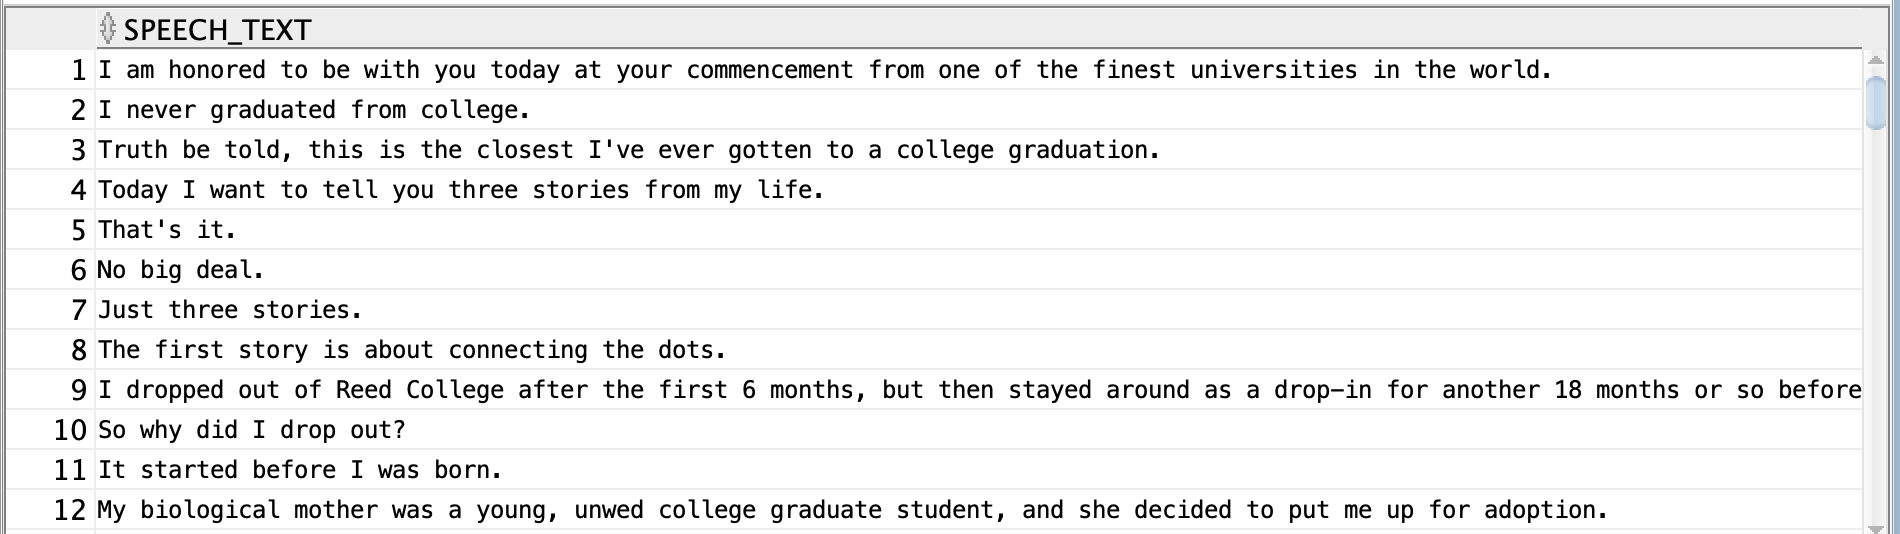 SPEECH_TEXT
1 I am honored to be with you today at your commencement from one of the finest universities in the world.
2 I never graduated from college.
3 Truth be told, this is the closest I've ever gotten to a college graduation.
4 Today I want to tell you three stories from my life.
5 That's it.
6 No big deal.
7 Just three stories.
8 The first story is about connecting the dots.
9 I dropped out of Reed College after the first 6 months, but then stayed around as a drop-in for another 18 months or so before
10 So why did I drop out?
11 It started before I was born.
12 My biological mother was a young, unwed college graduate student, and she decided to put me up for adoption.